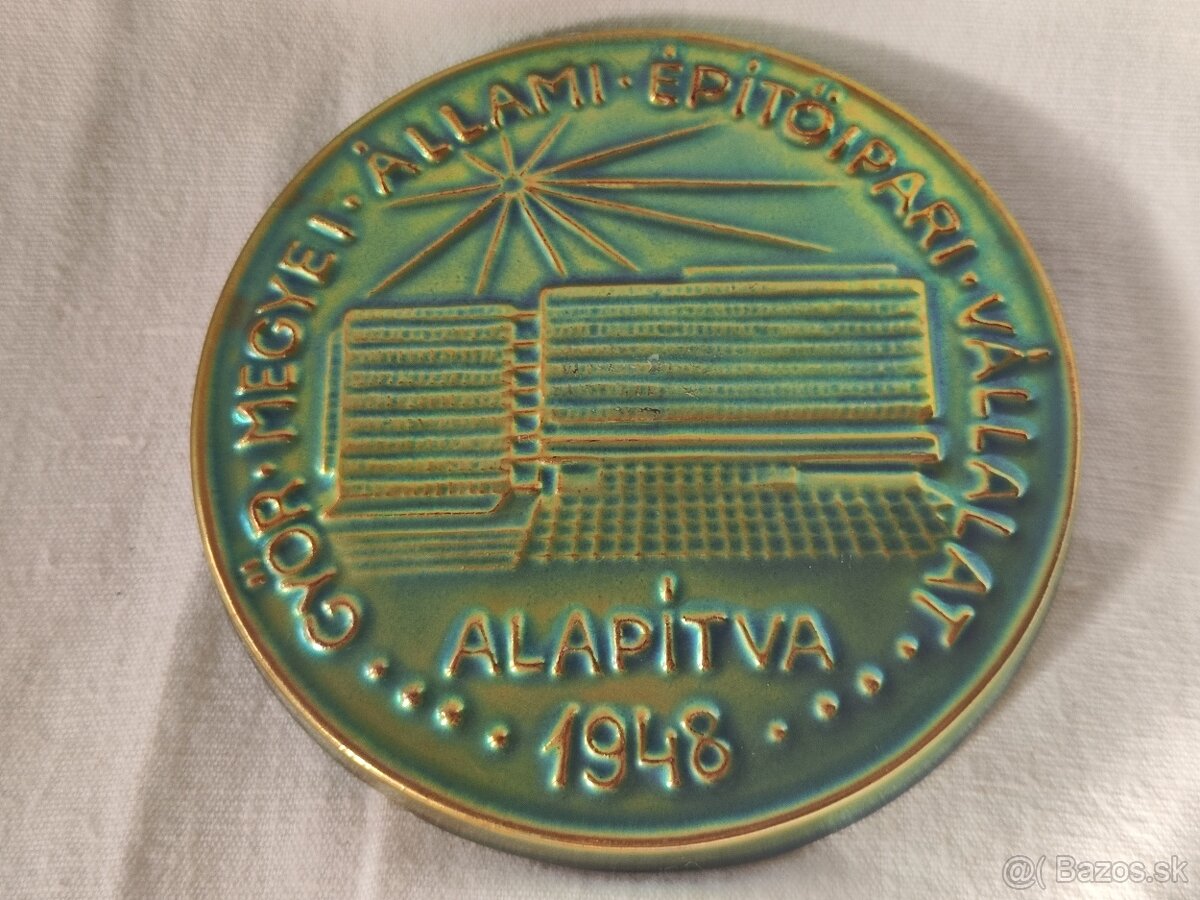 GYŐR·MEGYEI·ÁLLAMI·ÉPÍTŐIPARI·VÁLLALAT
ALAPÍTVA
1948
@( Bazos.sk